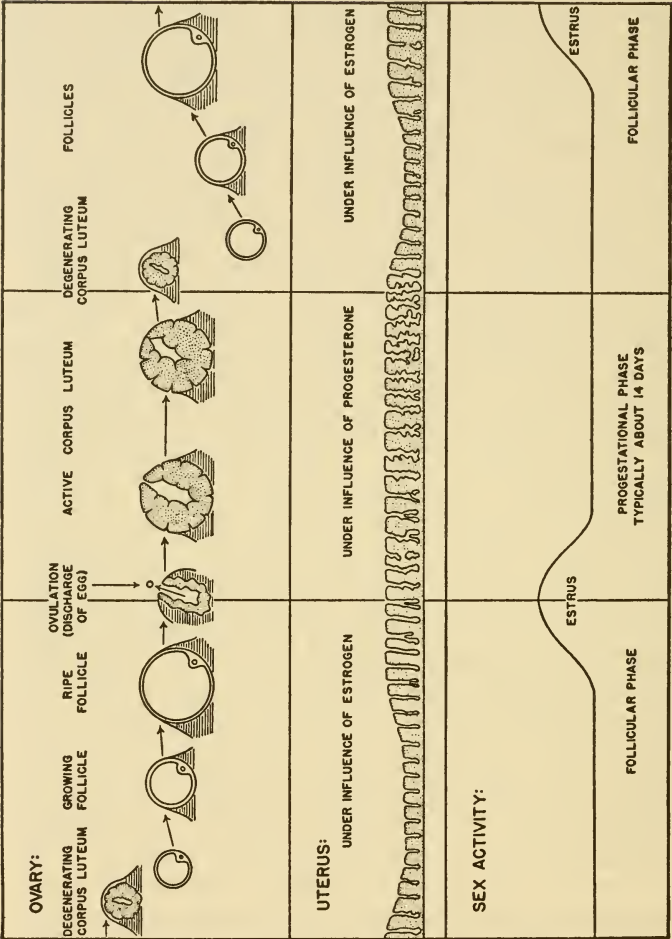 OVARY:
DEGENERATING
CORPUS LUTEUM
GROWING
FOLLICLE
RIPE
FOLLICLE
OVULATION
(DISCHARGE
OF EGG)
ACTIVE CORPUS LUTEUM
DEGENERATING
CORPUS LUTEUM
FOLLICLES
UTERUS:
UNDER INFLUENCE OF ESTROGEN
UNDER INFLUENCE OF PROGESTERONE
UNDER INFLUENCE OF ESTROGEN
SEX ACTIVITY:
ESTRUS
ESTRUS
FOLLICULAR PHASE
PROGESTATIONAL PHASE
TYPICALLY ABOUT 14 DAYS
FOLLICULAR PHASE